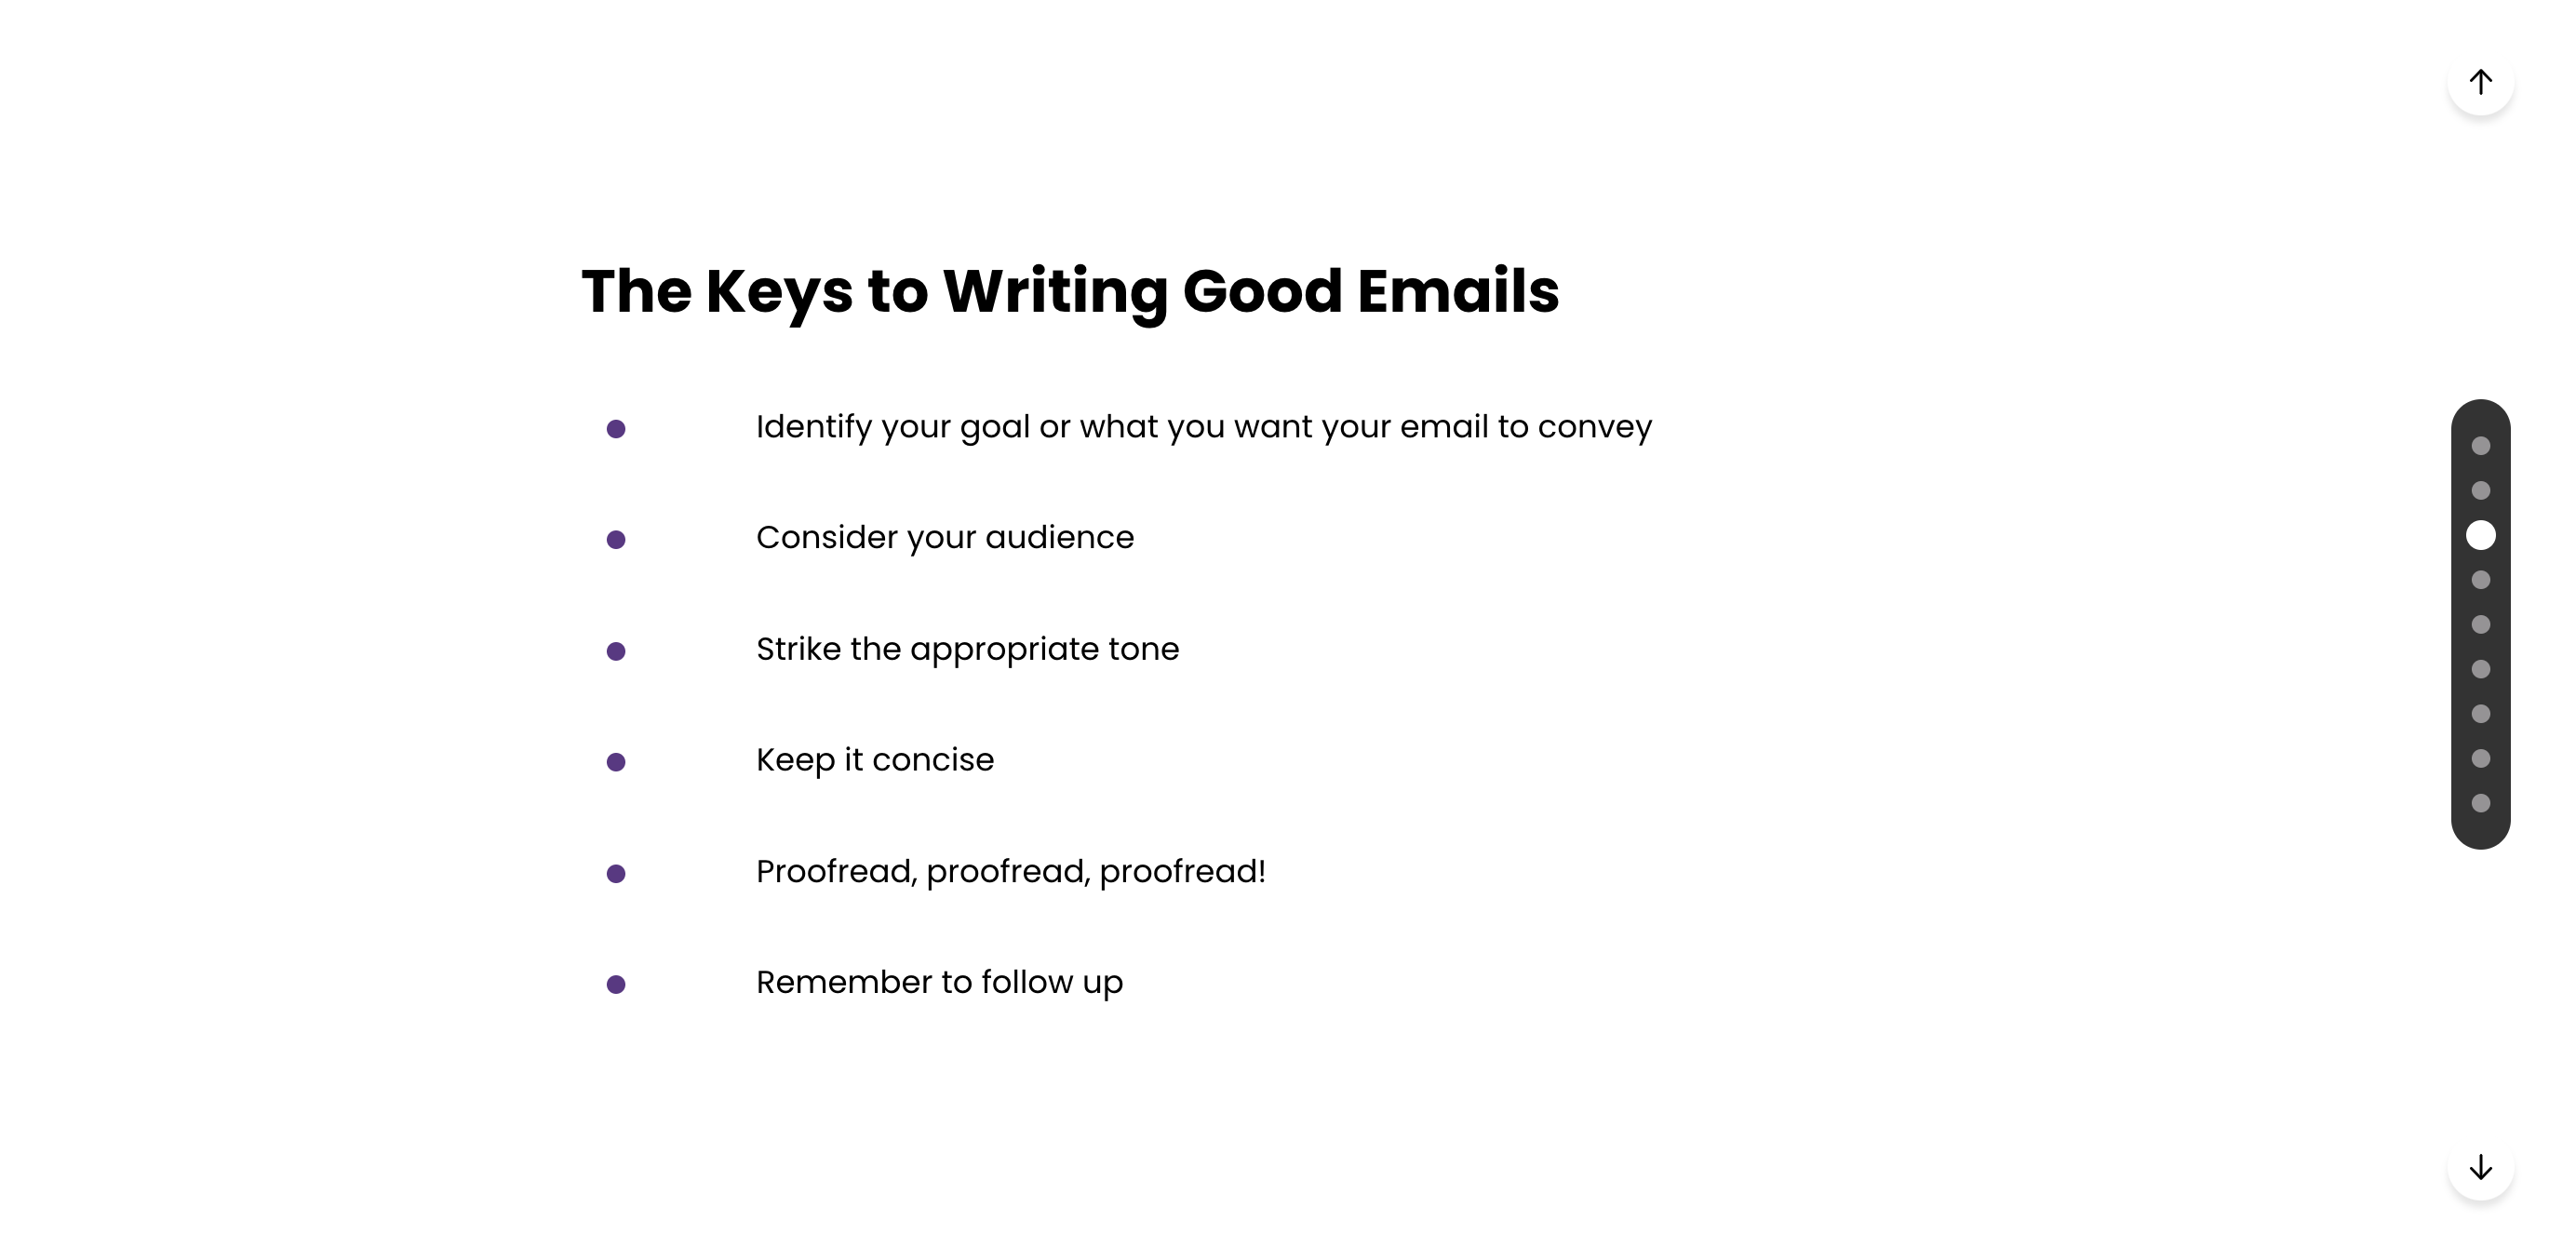 The Keys to Writing Good Emails
Identify your goal or what you want your email to convey
Consider your audience
Strike the appropriate tone
Keep it concise
Proofread, proofread, proofread!
Remember to follow up